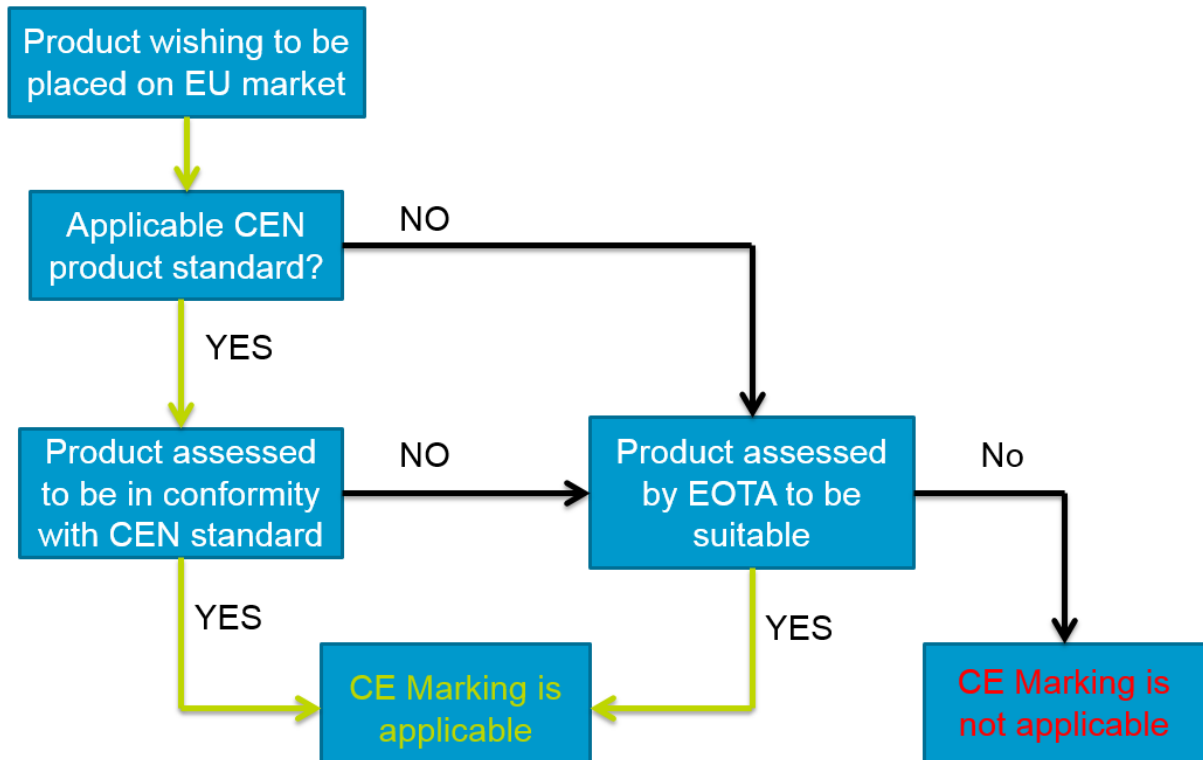 Product wishing to be
placed on EU market
Applicable CEN
product standard?
NO
YES
Product assessed
to be in conformity
with CEN standard
NO
Product assessed
by EOTA to be
suitable
No
YES
YES
CE Marking is
applicable
CE Marking is
not applicable